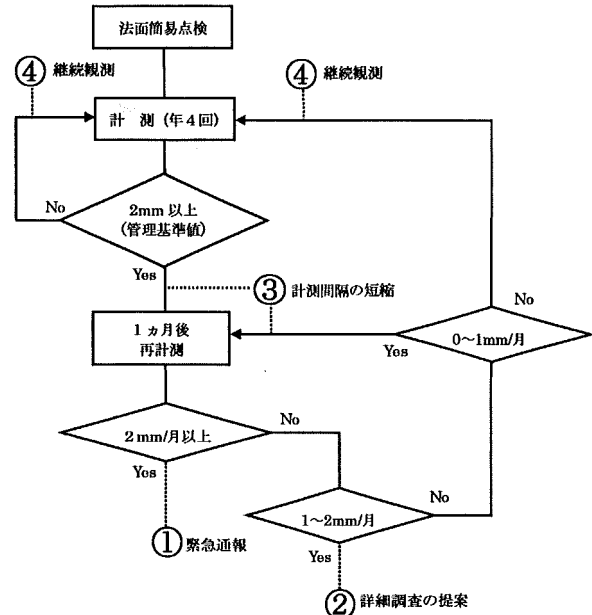 法面簡易点検
④ 継続観測
④ 継続観測
計 測 (年4回)
No
2mm 以上
(管理基準値)
Yes
③ 計測間隔の短縮
No
1ヵ月後
再計測
0～1mm/月
Yes
No
2mm/月以上
Yes
No
① 緊急通報
1～2mm/月
Yes
② 詳細調査の提案